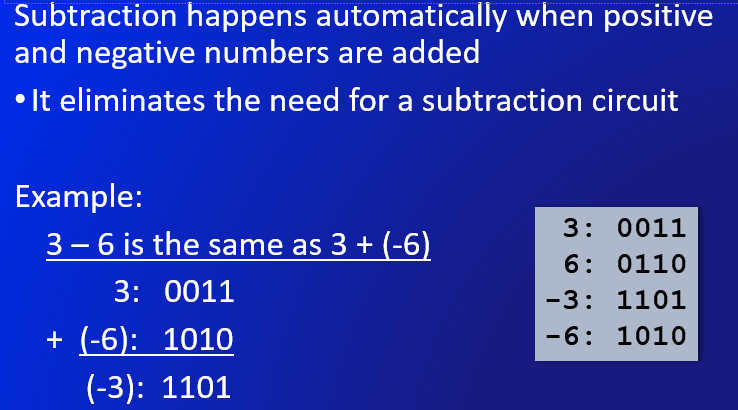 Subtraction happens automatically when positive
and negative numbers are added
• It eliminates the need for a subtraction circuit
Example:
3 – 6 is the same as 3 + (-6)
3: 0011
+ (-6): 1010
(-3): 1101
3: 0011
6: 0110
-3: 1101
-6: 1010